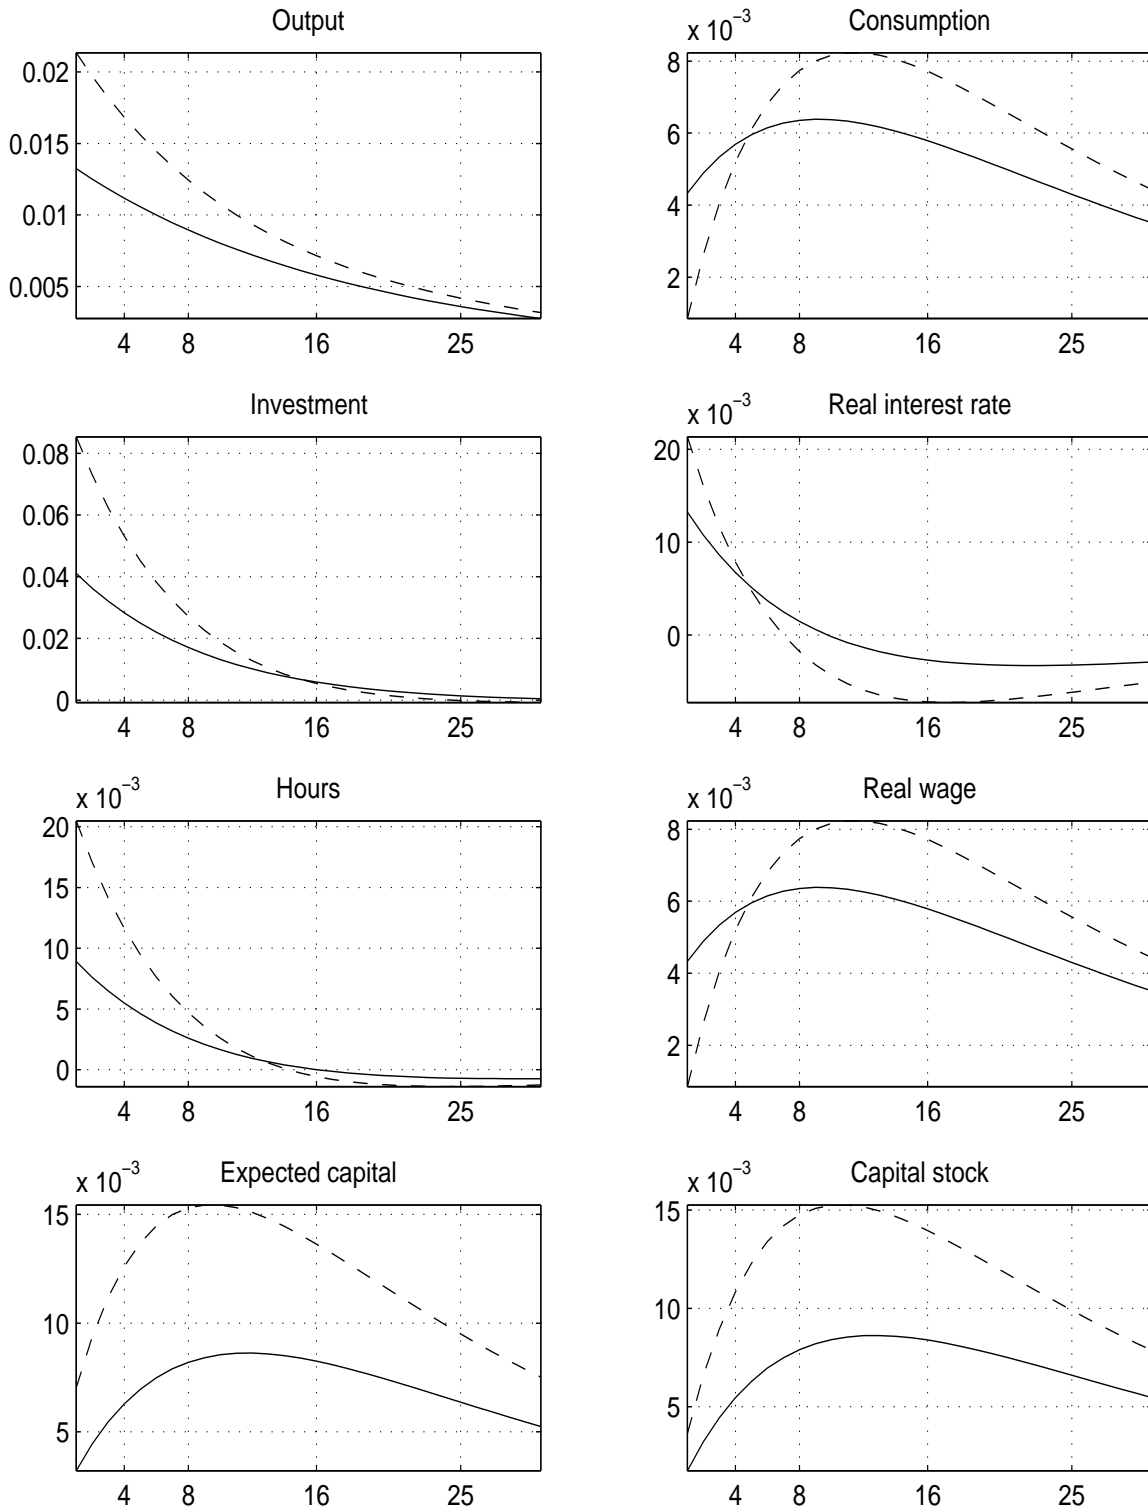 Output
0.02
0.015
0.01
0.005
4 8 16 25
x 10−3
Consumption
8
6
4
2
4 8 16 25
Investment
0.08
0.06
0.04
0.02
0
4 8 16 25
x 10−3
Real interest rate
20
10
0
4 8 16 25
x 10−3
Hours
20
15
10
5
0
4 8 16 25
x 10−3
Real wage
8
6
4
2
4 8 16 25
x 10−3
Expected capital
15
10
5
4 8 16 25
x 10−3
Capital stock
15
10
5
4 8 16 25